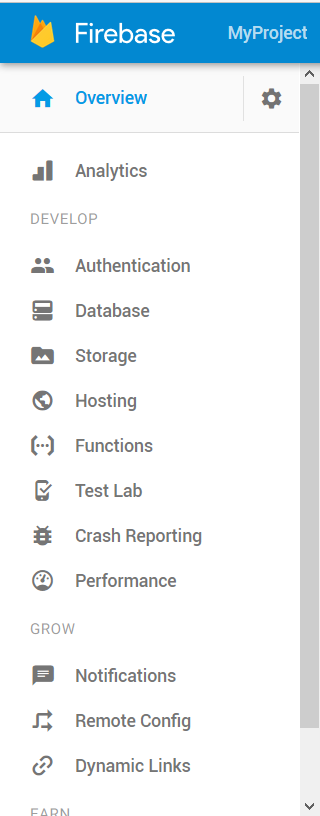 Firebase MyProject
Overview
Analytics
DEVELOP
Authentication
Database
Storage
Hosting
Functions
Test Lab
Crash Reporting
Performance
GROW
Notifications
Remote Config
Dynamic Links
EARN